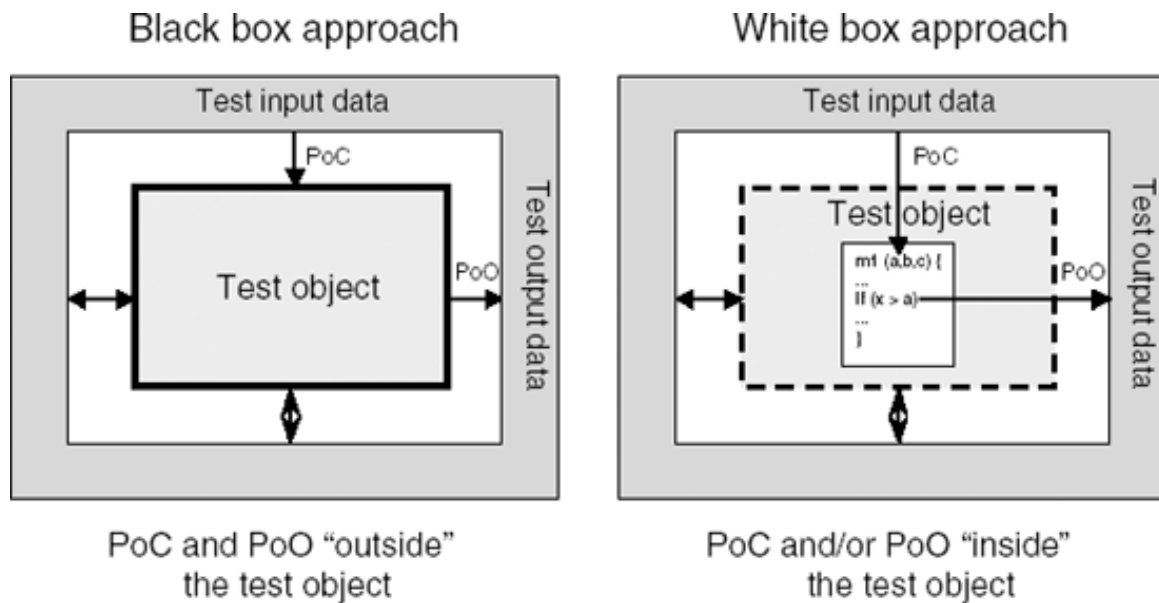 Black box approach
Test input data
PoC
Test object
PoO
Test output data
PoC and PoO “outside”
the test object
White box approach
Test input data
PoC
Test object
m1 (a,b,c) {
...
If (x > a)
...
}
PoO
Test output data
PoC and/or PoO “inside”
the test object